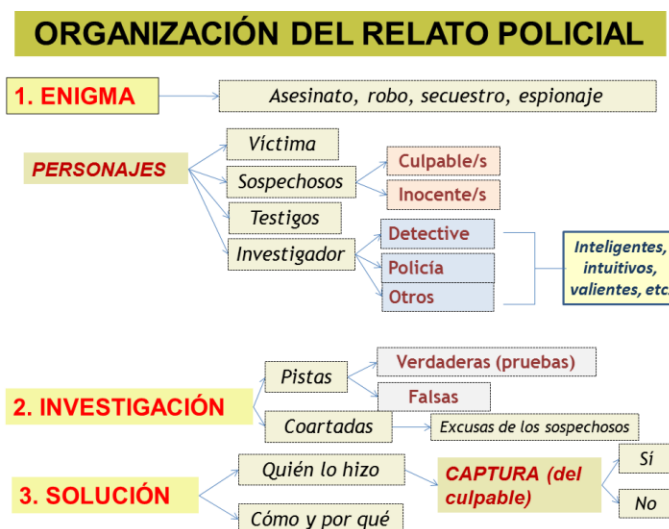 ORGANIZACIÓN DEL RELATO POLICIAL
1. ENIGMA
Asesinato, robo, secuestro, espionaje
PERSONAJES
Víctima
Sospechosos
Culpable/s
Inocente/s
Testigos
Investigador
Detective
Policía
Otros
Inteligentes,
intuitivos,
valientes, etc.
2. INVESTIGACIÓN
Pistas
Verdaderas (pruebas)
Falsas
Coartadas
Excusas de los sospechosos
3. SOLUCIÓN
Quién lo hizo
CAPTURA (del
culpable)
Sí
No
Cómo y por qué